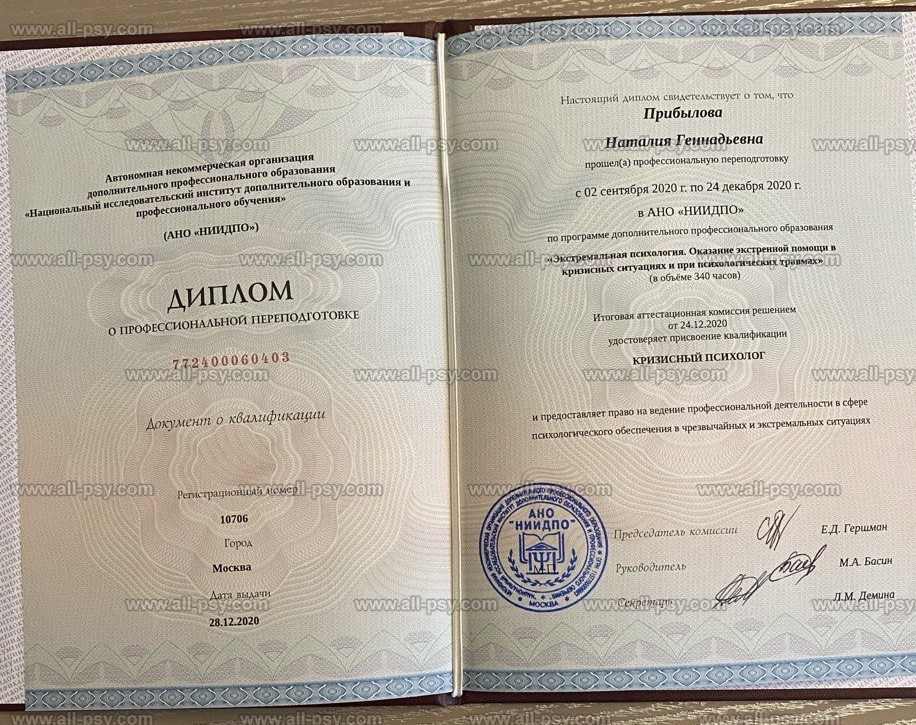 Автономная некоммерческая организация
дополнительного профессионального образования
«Национальный исследовательский институт дополнительного образования и
профессионального обучения»
(АНО «НИИДПО»)
ДИПЛОМ
О ПРОФЕССИОНАЛЬНОЙ ПЕРЕПОДГОТОВКЕ
772400060403
Документ о квалификации
Регистрационный номер
10706
Город
Москва
Дата выдачи
28.12.2020
Настоящий диплом свидетельствует о том, что
Прибылова
Наталия Геннадьевна
прошел(а) профессиональную переподготовку
с 02 сентября 2020 г. по 24 декабря 2020 г.
в АНО «НИИДПО»
по программе дополнительного профессионального образования
«Экстремальная психология. Оказание экстренной помощи в
кризисных ситуациях и при психологических травмах»
(в объёме 340 часов)
Итоговая аттестационная комиссия решением
от 24.12.2020
удостоверяет присвоение квалификации
КРИЗИСНЫЙ ПСИХОЛОГ
и предоставляет право на ведение профессиональной деятельности в сфере
психологического обеспечения в чрезвычайных и экстремальных ситуациях
АНО
"НИИДПО"
М.П.
МОСКВА
Председатель комиссии Е.Д. Гершман
Руководитель М.А. Басин
Секретарь Л.М. Демина
www.all-psy.com